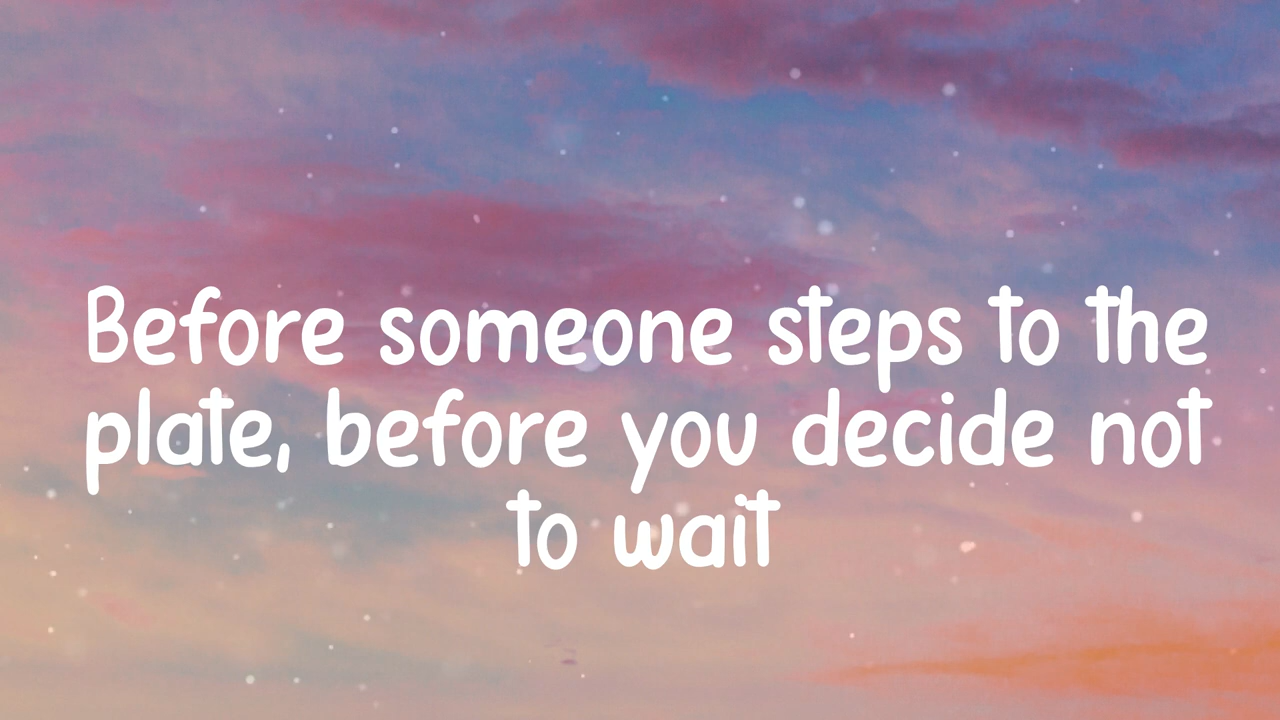 Before someone steps to the
plate, before you decide not
to wait